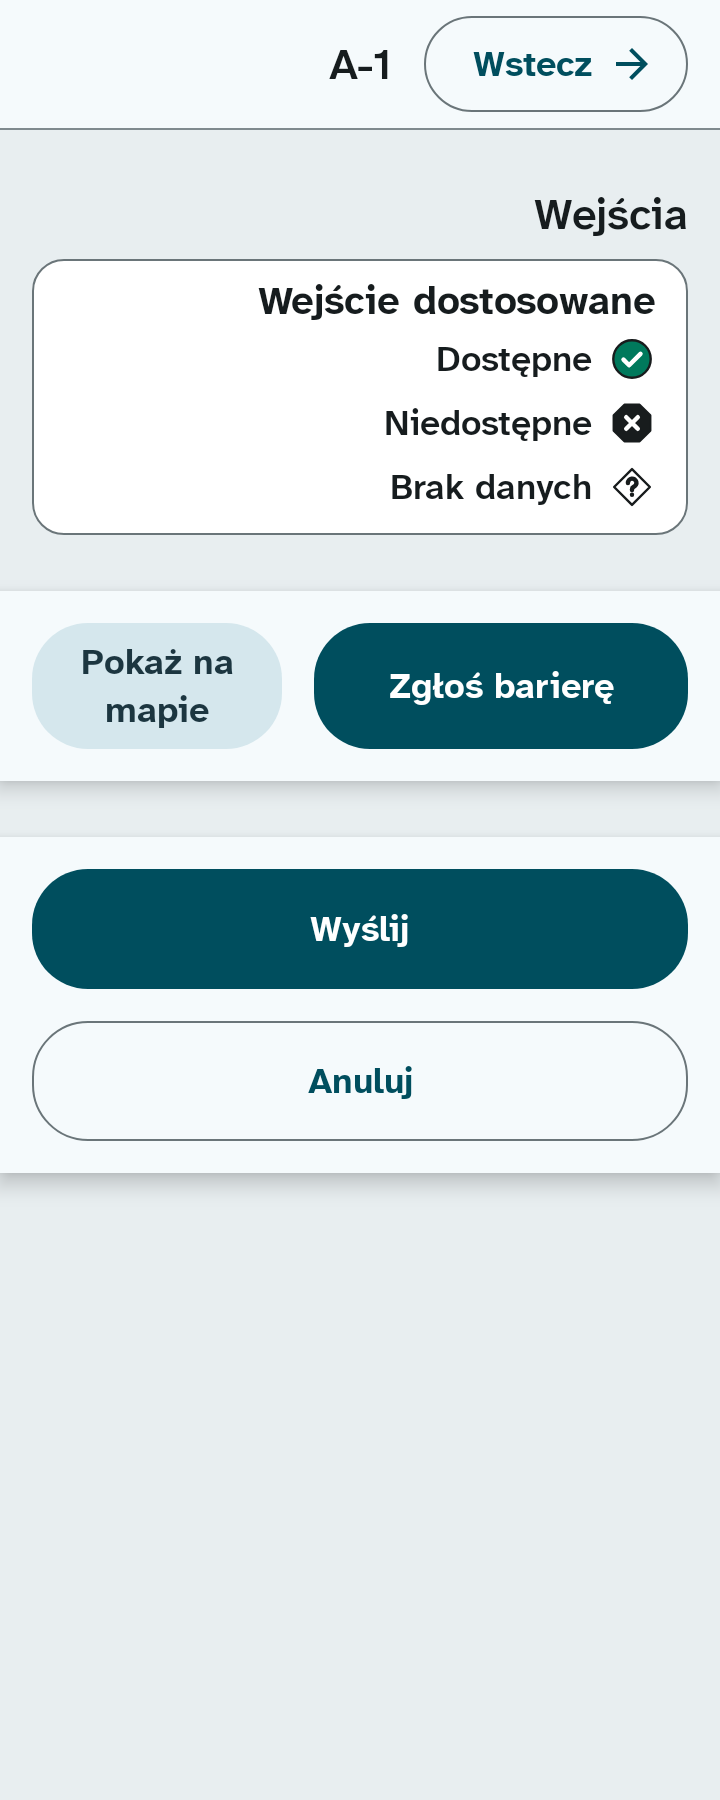 A-1
Wstecz
Wejścia
Wejście dostosowane
Dostępne
Niedostępne
Brak danych
Pokaż na
mapie
Zgłoś barierę
Wyślij
Anuluj